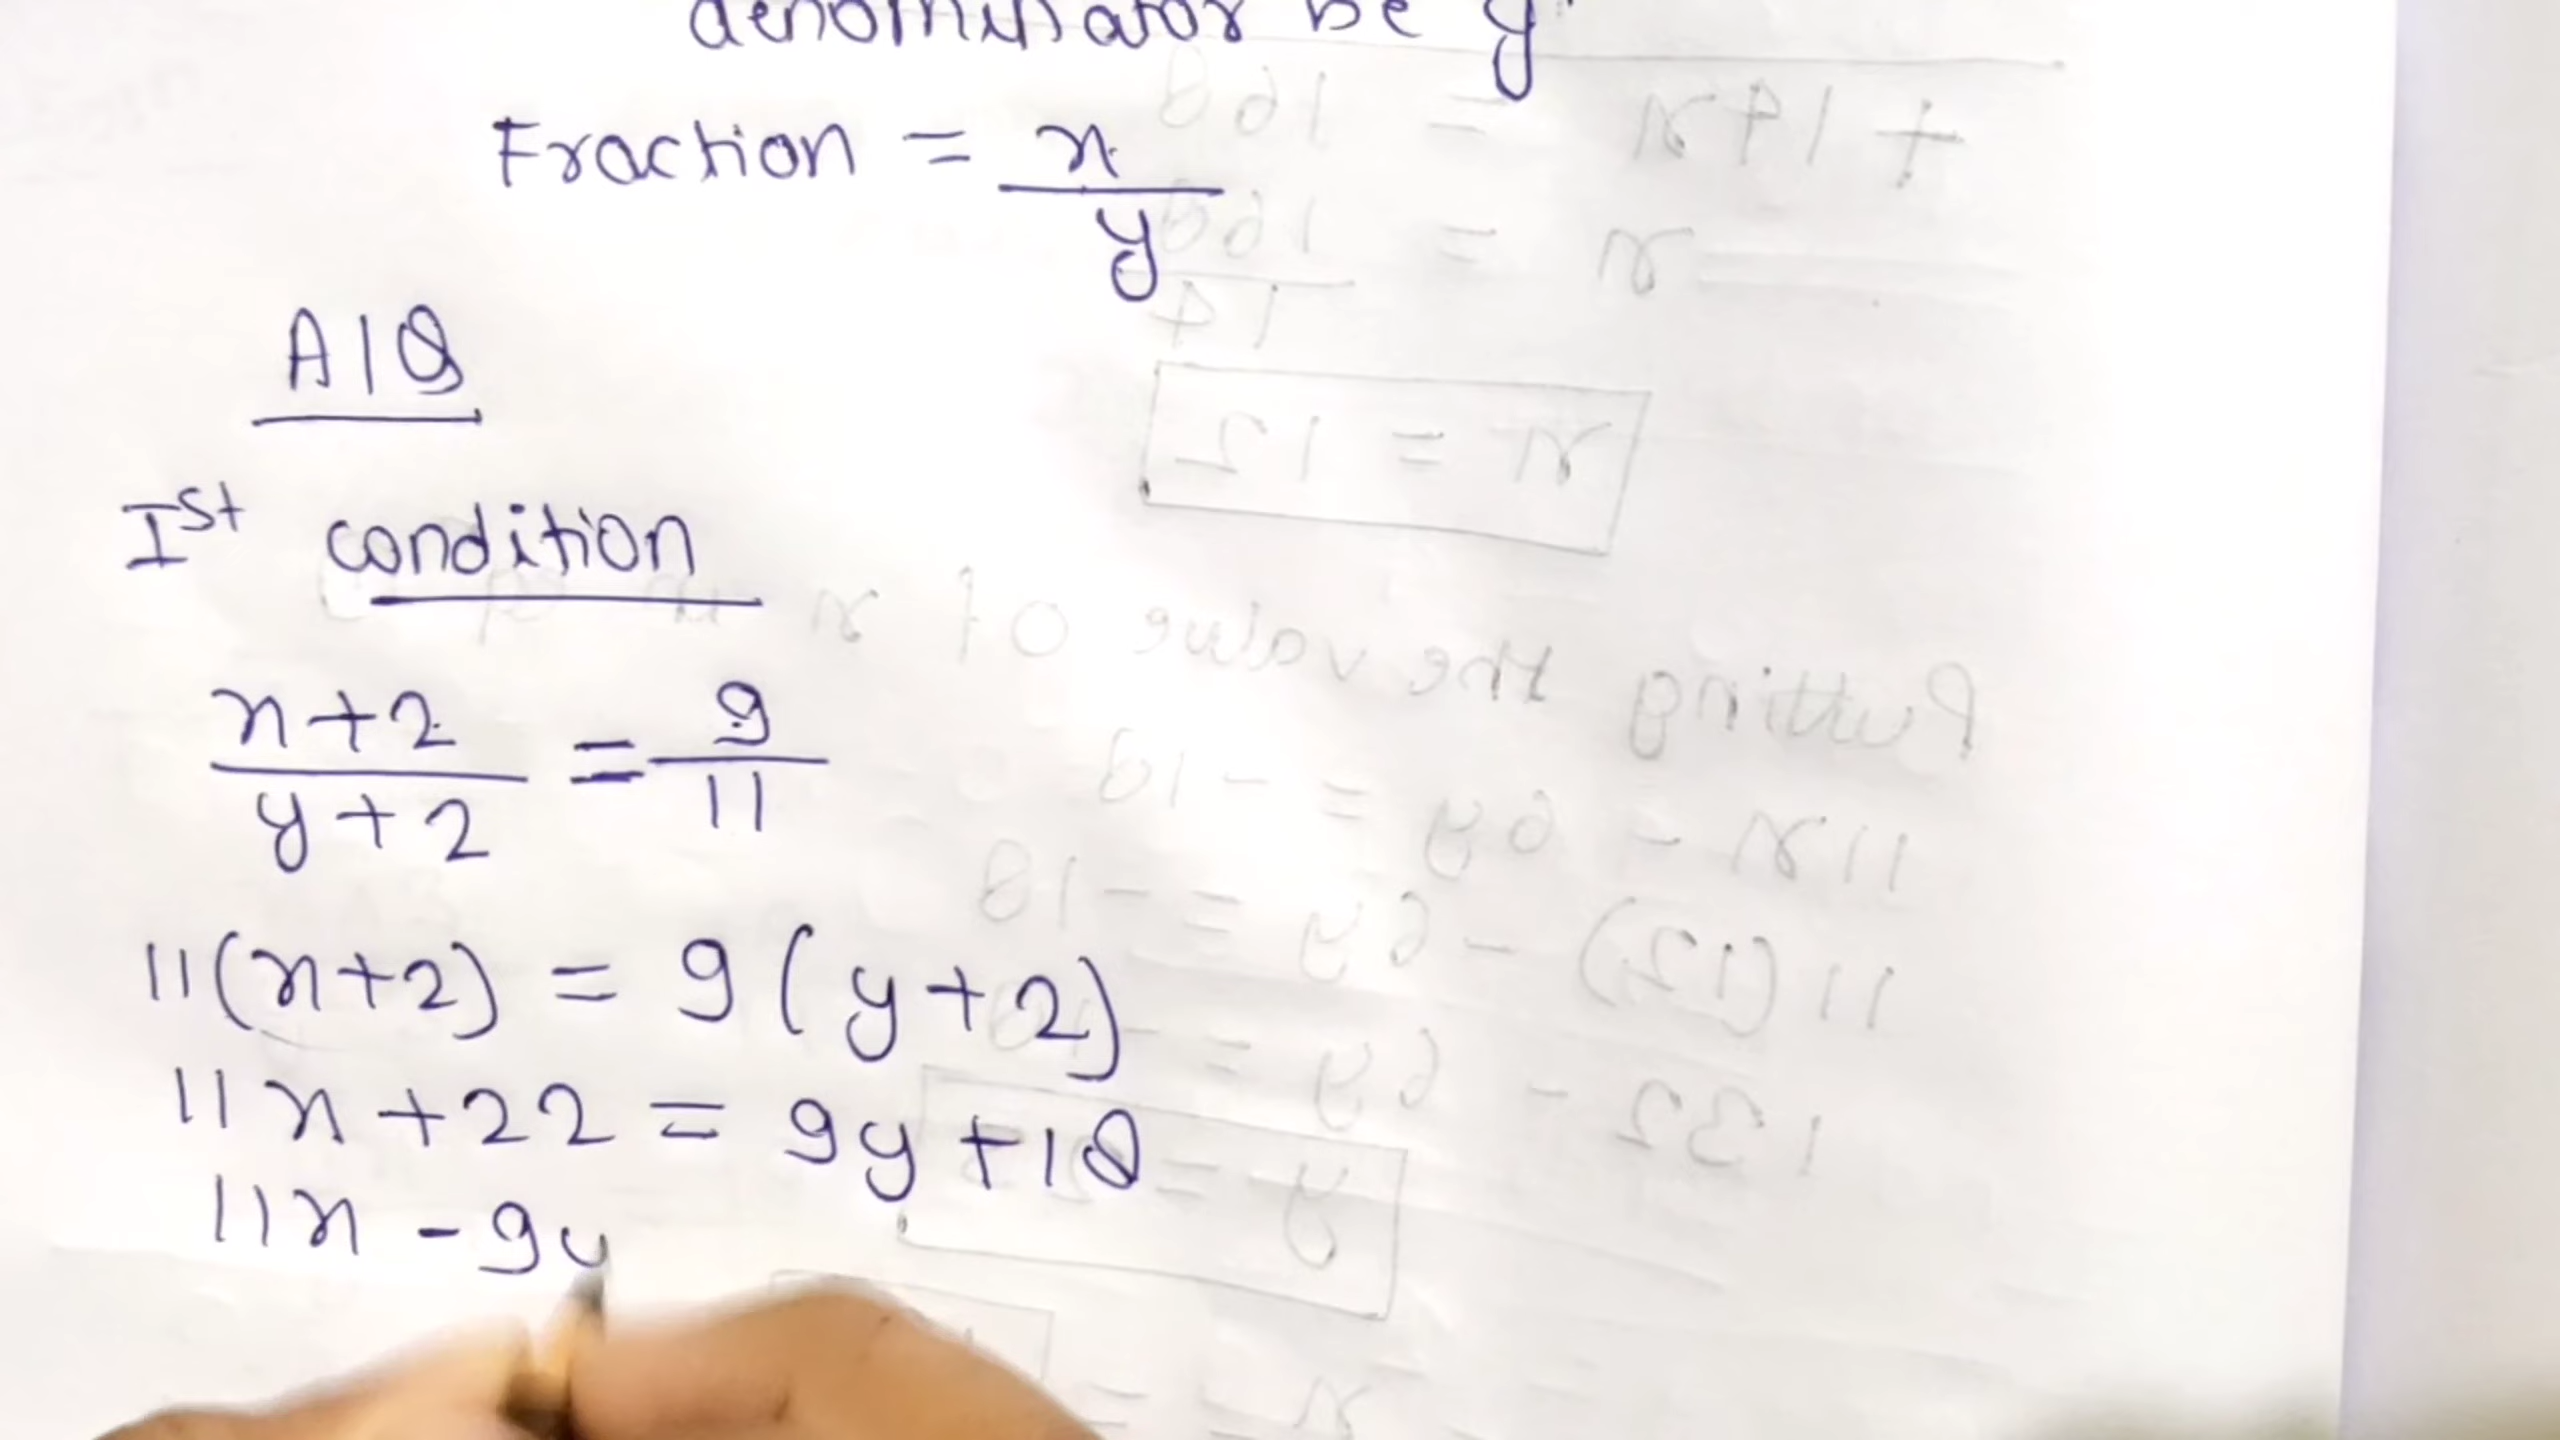 denominator be y
Fraction = x/y
A/Q
Ist condition
x+2/y+2 = 9/11
11(x+2) = 9(y+2)
11x+22 = 9y+18
11x - 9y